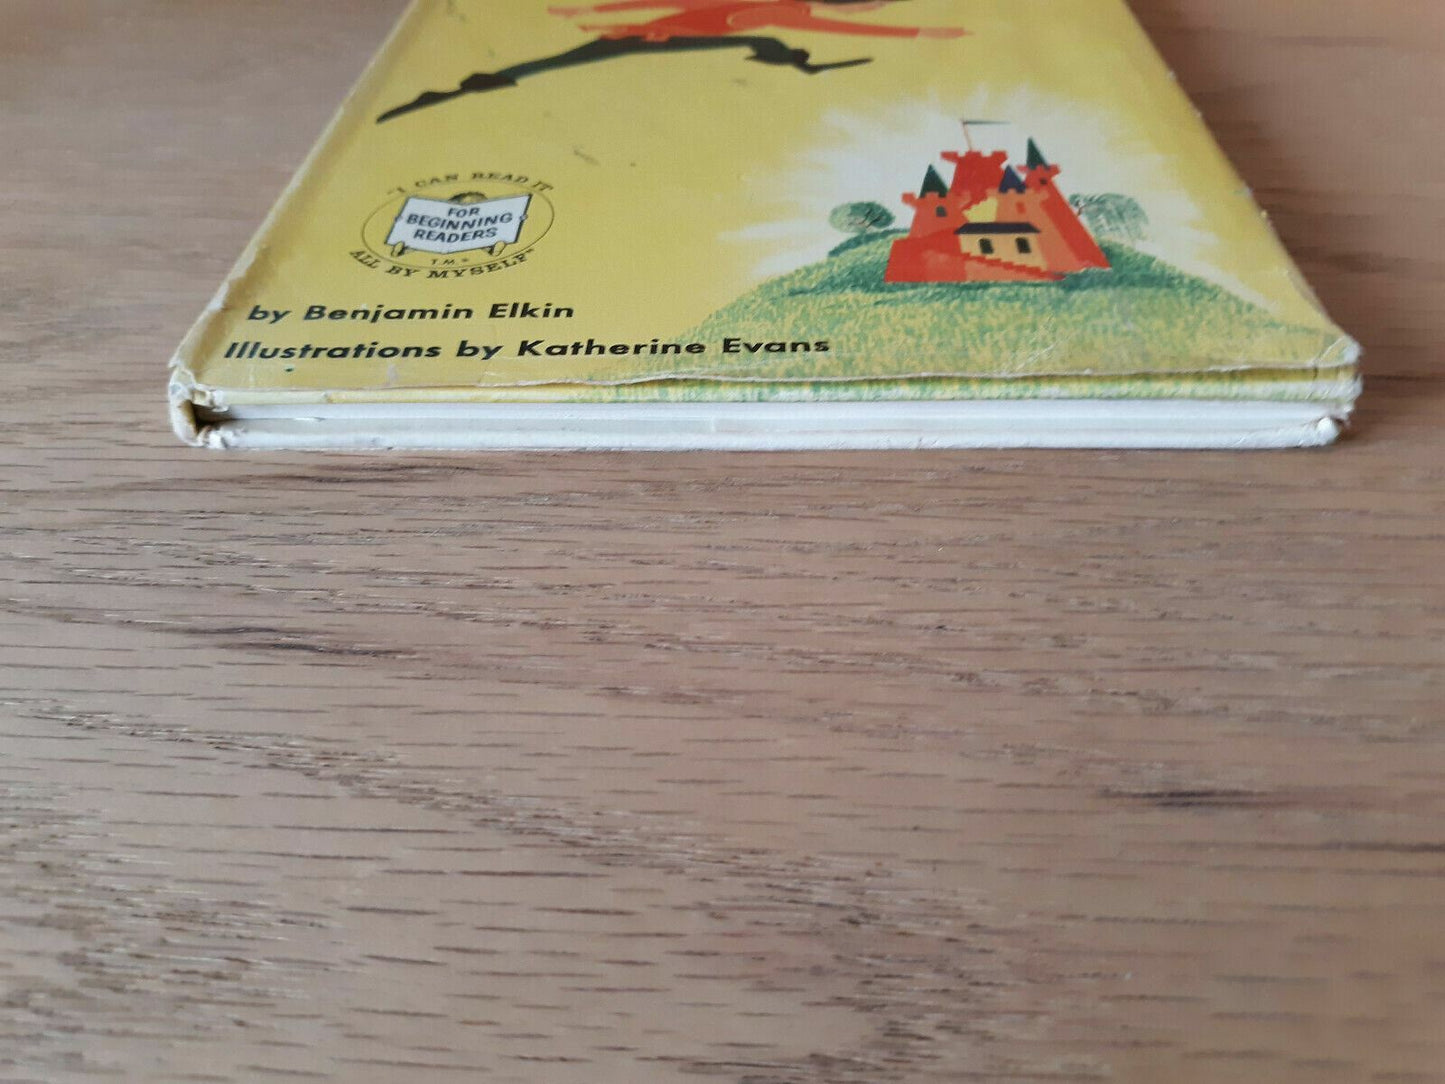 "I CAN READ IT
FOR
BEGINNING
READERS
T.M.®
ALL BY MYSELF"
by Benjamin Elkin
Illustrations by Katherine Evans